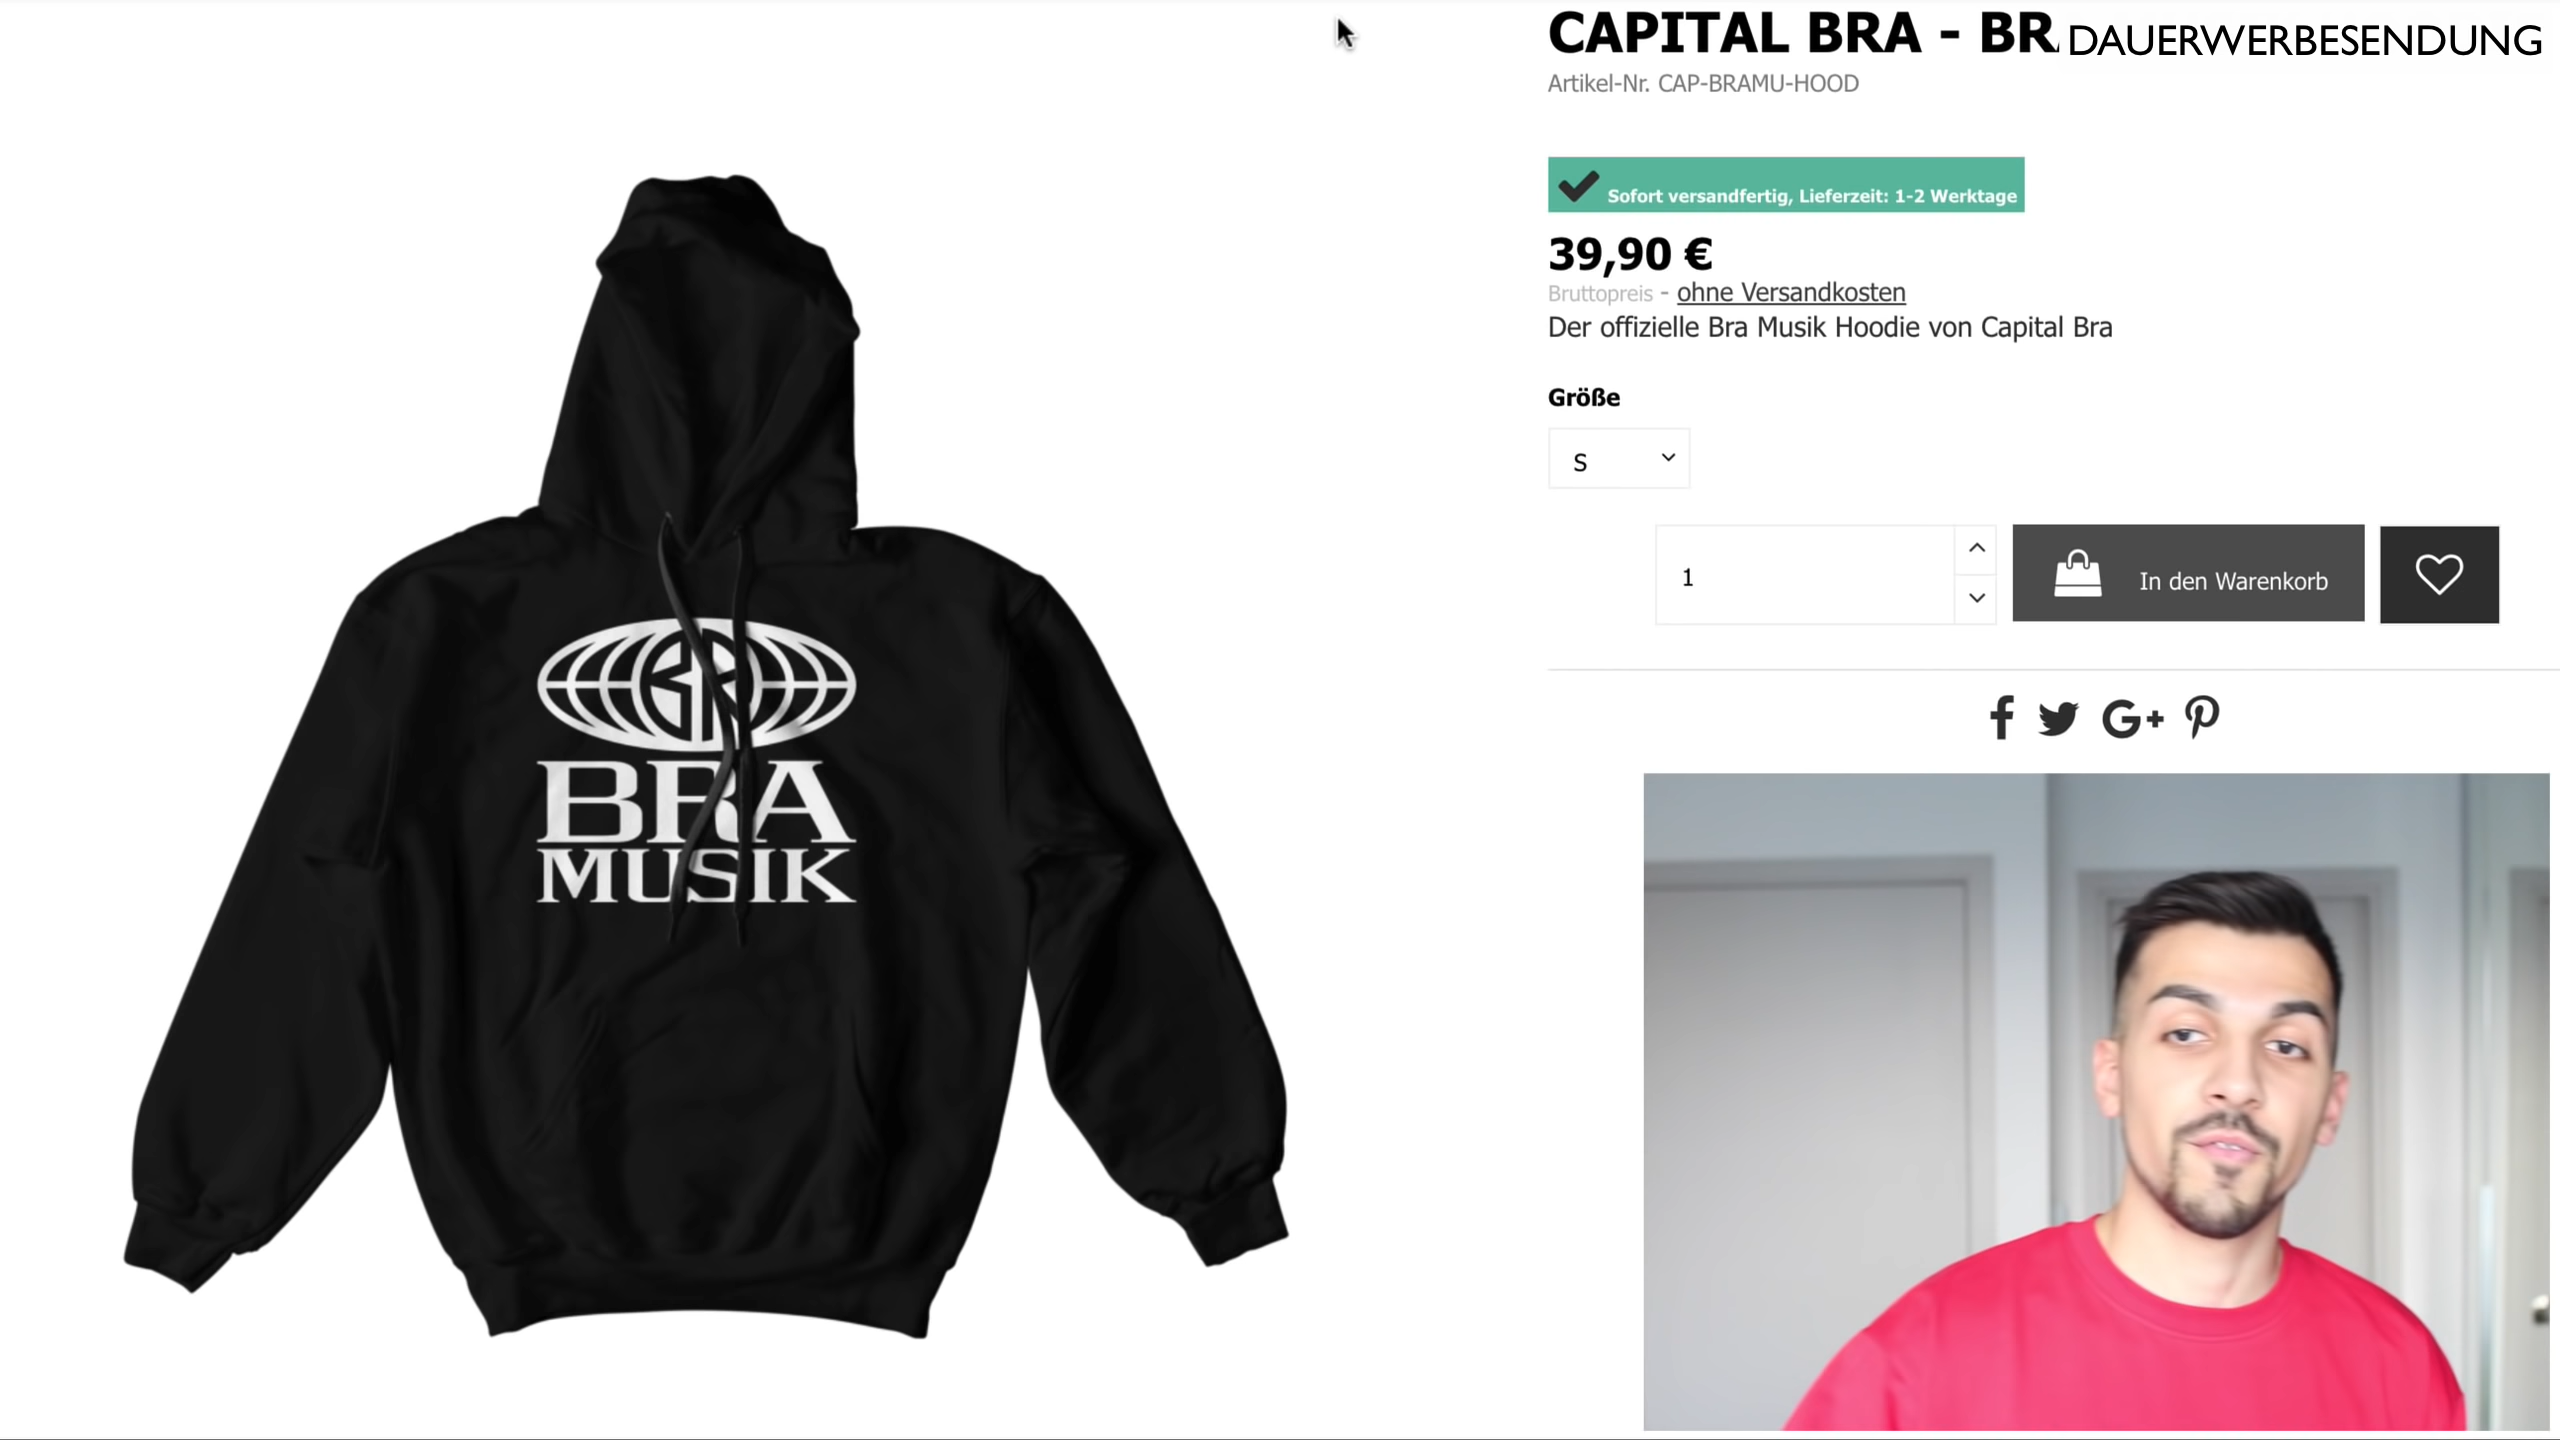 CAPITAL BRA - BR
DAUERWERBESENDUNG
Artikel-Nr. CAP-BRAMU-HOOD
Sofort versandfertig, Lieferzeit: 1-2 Werktage
39,90 €
Bruttopreis - ohne Versandkosten
Der offizielle Bra Musik Hoodie von Capital Bra
Größe
S
1
In den Warenkorb
G+
BRA
MUSIK